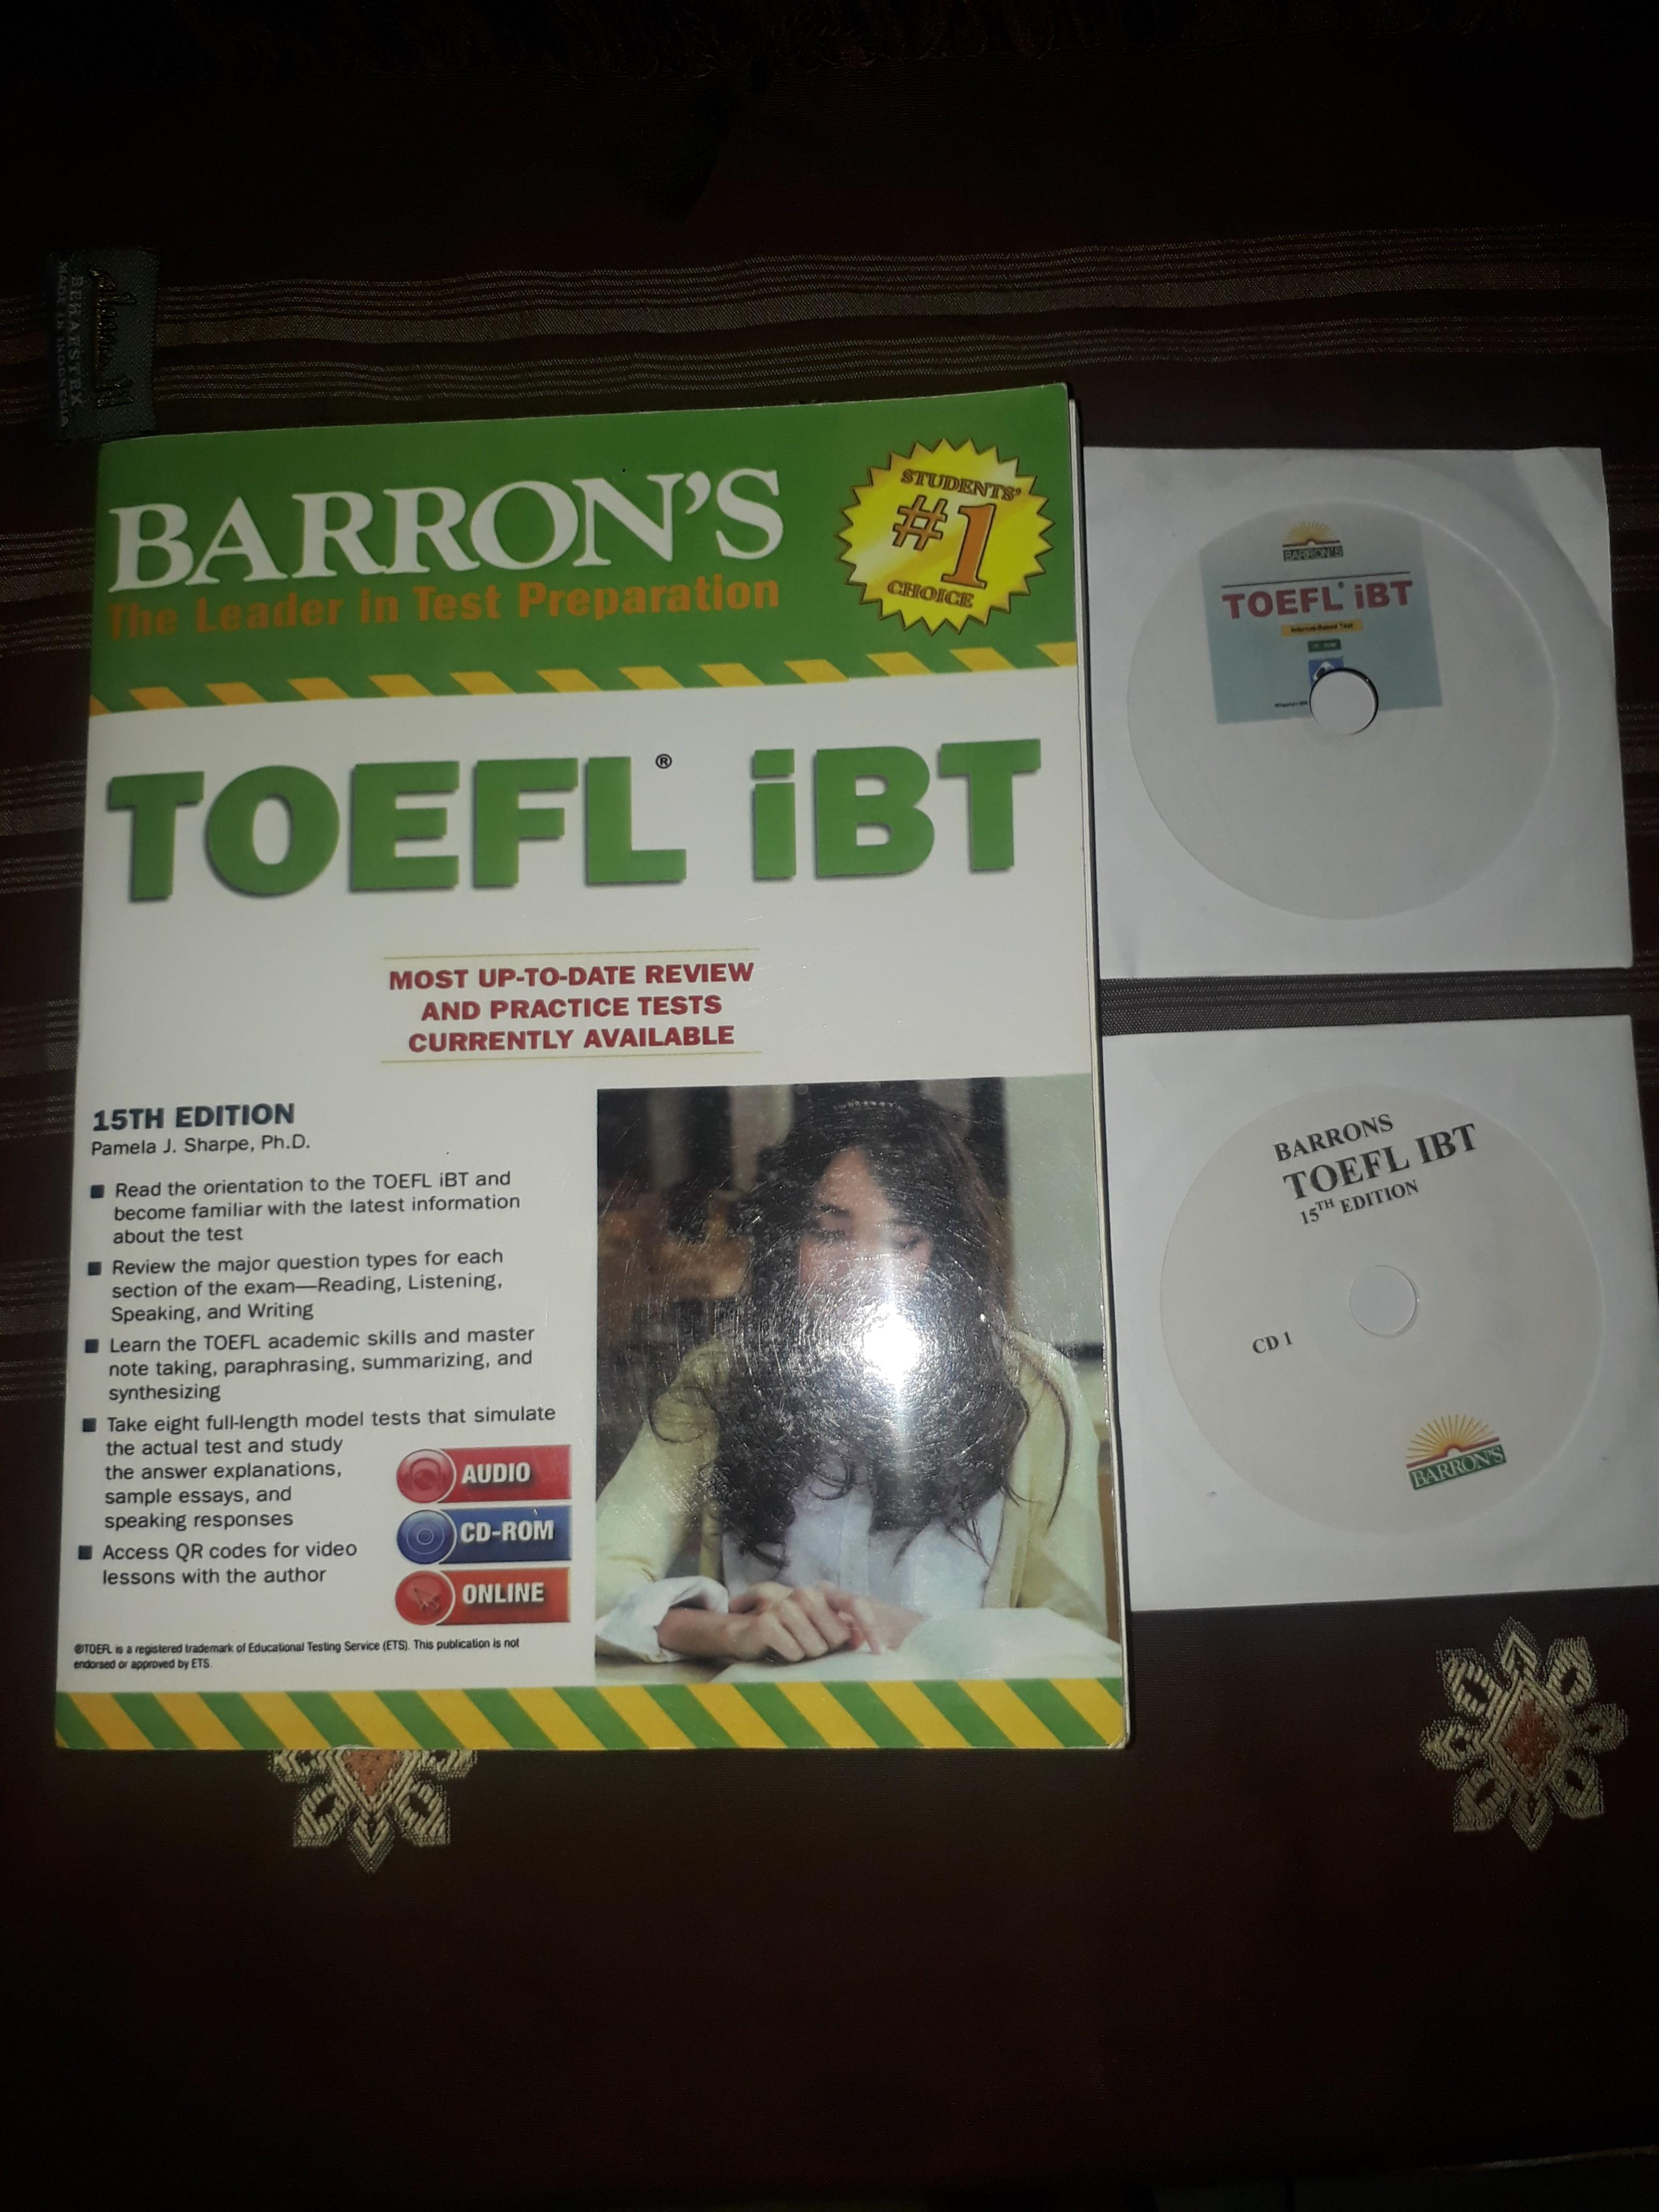 BEHAESTEX
BARRON'S
The Leader in Test Preparation
STUDENTS'
#1
CHOICE
TOEFL® iBT
MOST UP-TO-DATE REVIEW
AND PRACTICE TESTS
CURRENTLY AVAILABLE
15TH EDITION
Pamela J. Sharpe, Ph.D.
Read the orientation to the TOEFL iBT and
become familiar with the latest information
about the test
Review the major question types for each
section of the exam—Reading, Listening,
Speaking, and Writing
Learn the TOEFL academic skills and master
note taking, paraphrasing, summarizing, and
synthesizing
Take eight full-length model tests that simulate
the actual test and study
the answer explanations,
sample essays, and
speaking responses
Access QR codes for video
lessons with the author
AUDIO
CD-ROM
ONLINE
®TOEFL is a registered trademark of Educational Testing Service (ETS). This publication is not
endorsed or approved by ETS.
BARRON'S
TOEFL® iBT
Internet-Based Test
BARRONS
TOEFL IBT
15TH EDITION
CD 1
BARRON'S